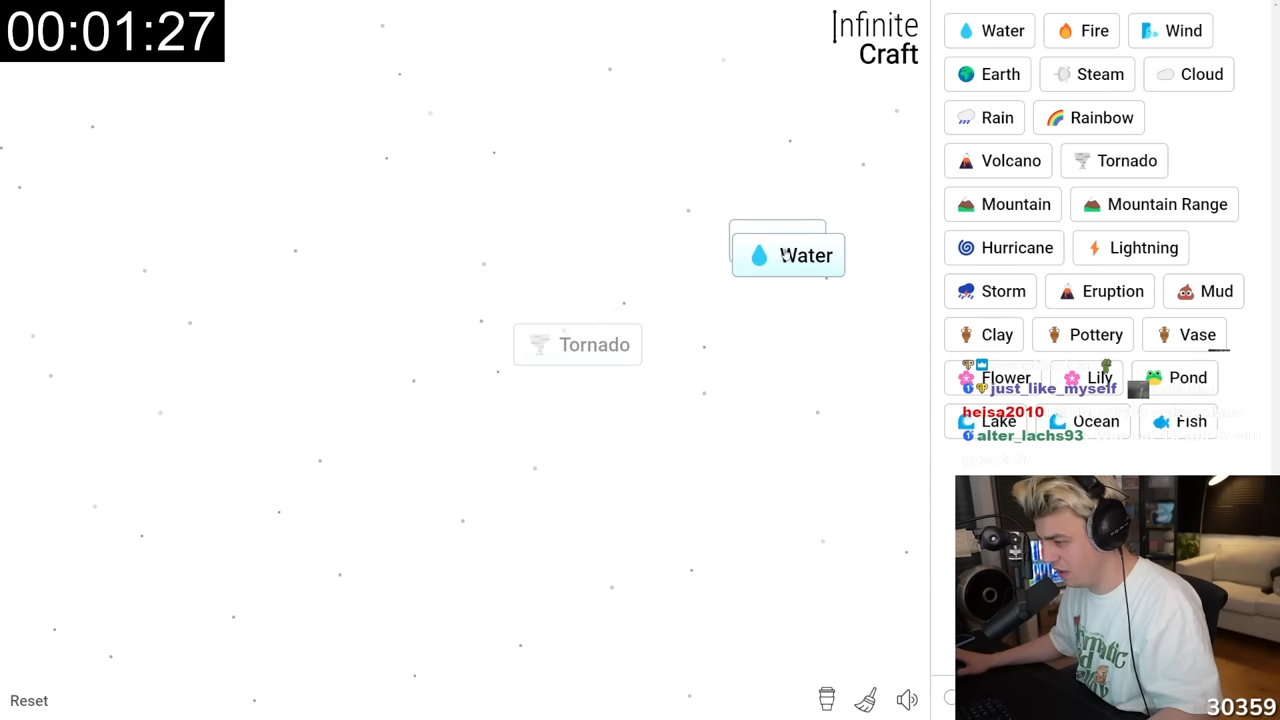 00:01:27
Infinite
Craft
Water
Fire
Wind
Earth
Steam
Cloud
Rain
Rainbow
Volcano
Tornado
Mountain
Mountain Range
Hurricane
Lightning
Storm
Eruption
Mud
Clay
Pottery
Vase
Flower
Lily
Pond
just_like_myself
heisa2010
Lake
Ocean
Fish
alter_lachs93
Water
Tornado
Reset
30359